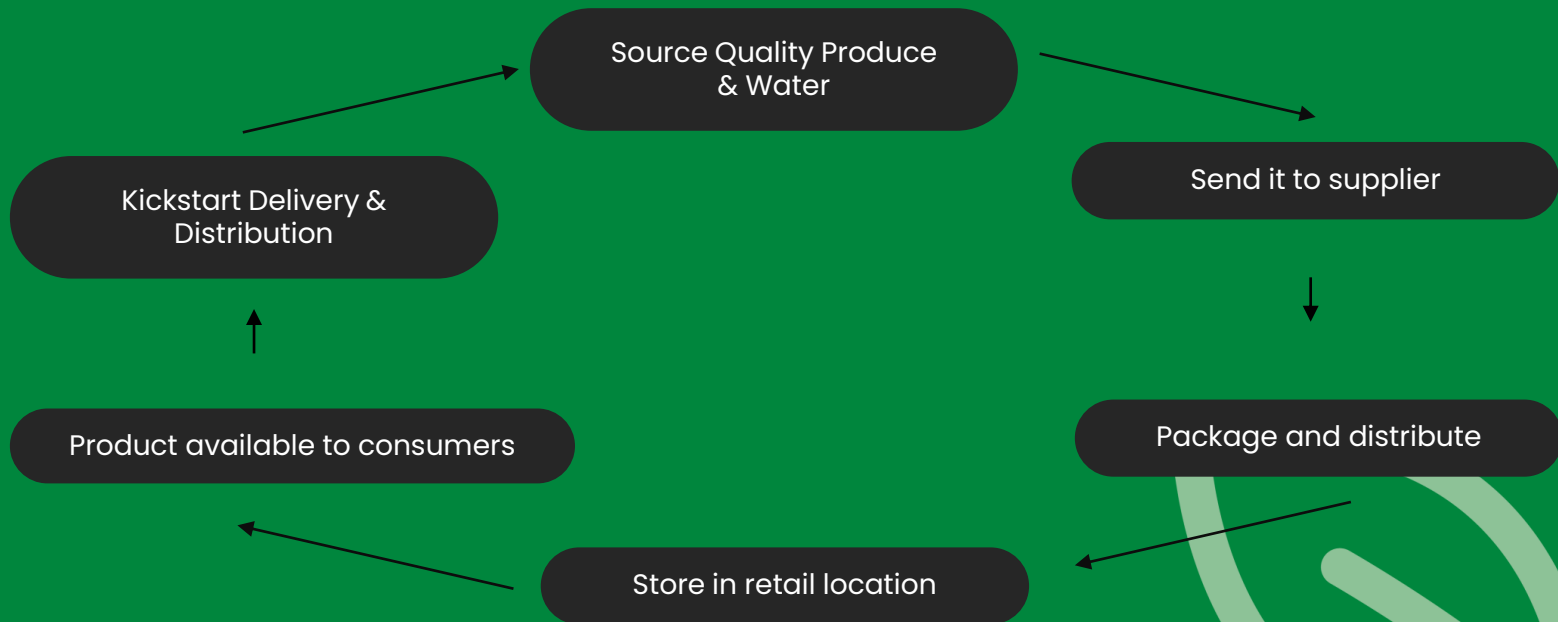 Source Quality Produce
& Water
Send it to supplier
Package and distribute
Store in retail location
Product available to consumers
Kickstart Delivery &
Distribution